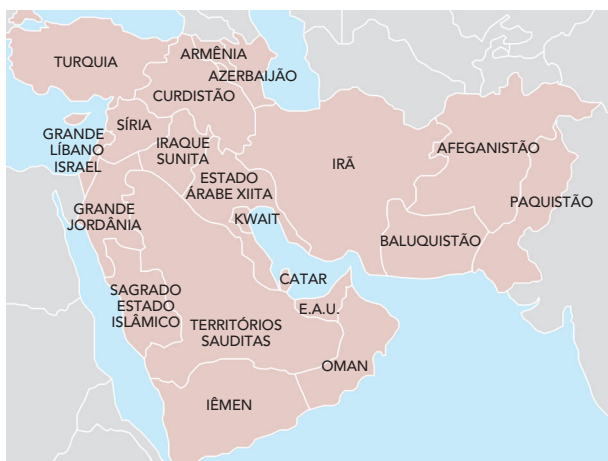 TURQUIA
ARMÊNIA
AZERBAIJÃO
CURDISTÃO
GRANDE
LÍBANO
ISRAEL
SÍRIA
IRAQUE
SUNITA
IRÃ
AFEGANISTÃO
ESTADO
ÁRABE XIITA
PAQUISTÃO
GRANDE
JORDÂNIA
KWAIT
BALUQUISTÃO
CATAR
SAGRADO
ESTADO
ISLÂMICO
E.A.U.
TERRITÓRIOS
SAUDITAS
OMAN
IÊMEN